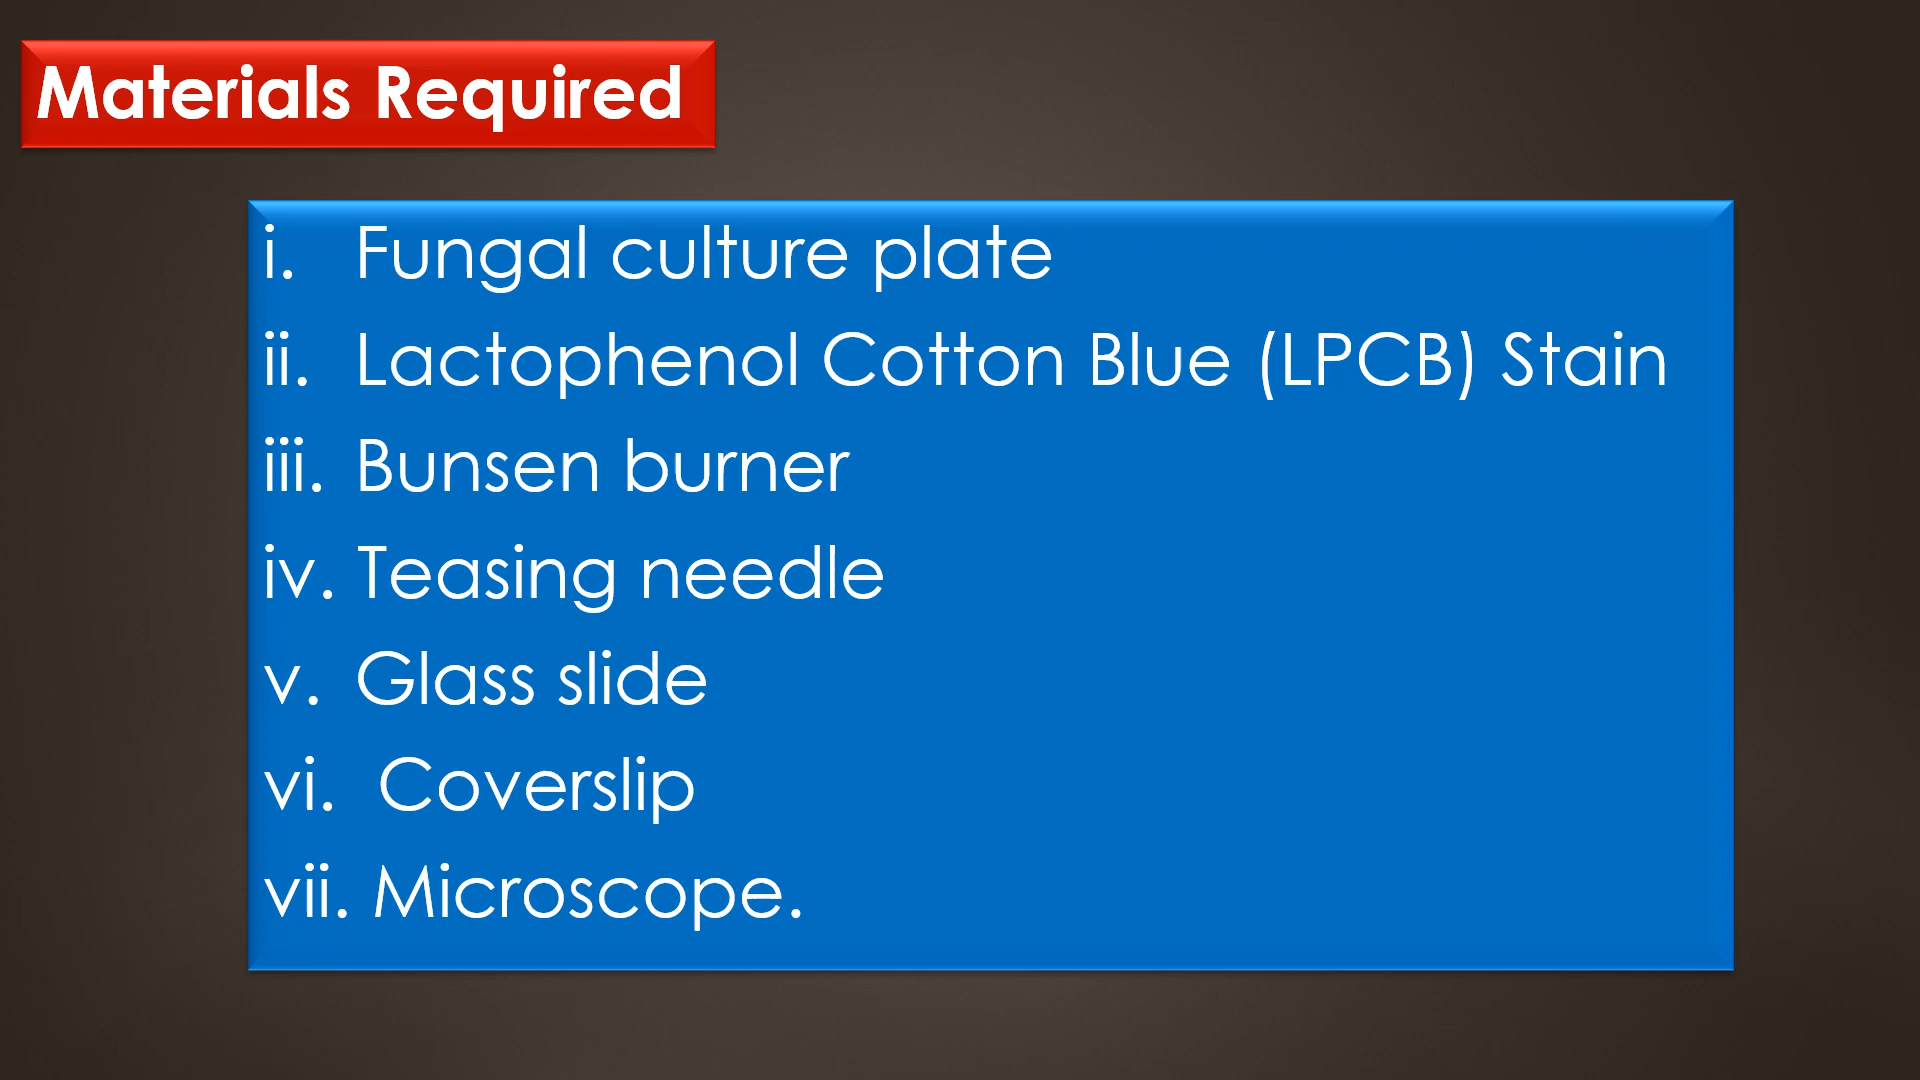 Materials Required
i. Fungal culture plate
ii. Lactophenol Cotton Blue (LPCB) Stain
iii. Bunsen burner
iv. Teasing needle
v. Glass slide
vi. Coverslip
vii. Microscope.